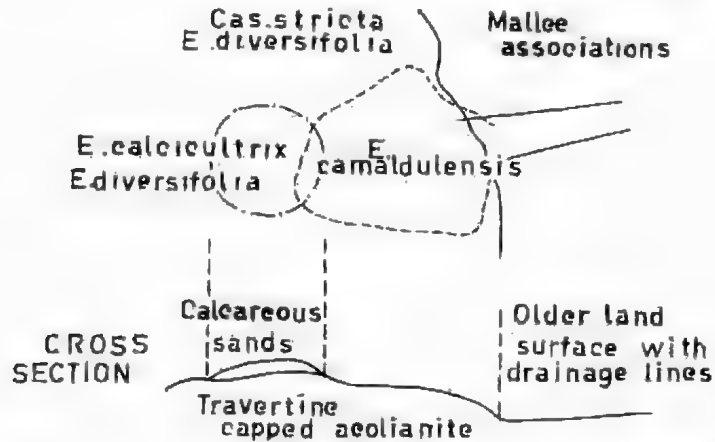 Cas.stricta
E.diversifolia
Mallee
associations
E.calcicultrix
E.diversifolia
E.
camaldulensis
Calcareous
sands
CROSS
SECTION
Older land
surface with
drainage lines
Travertine
capped aeolianite